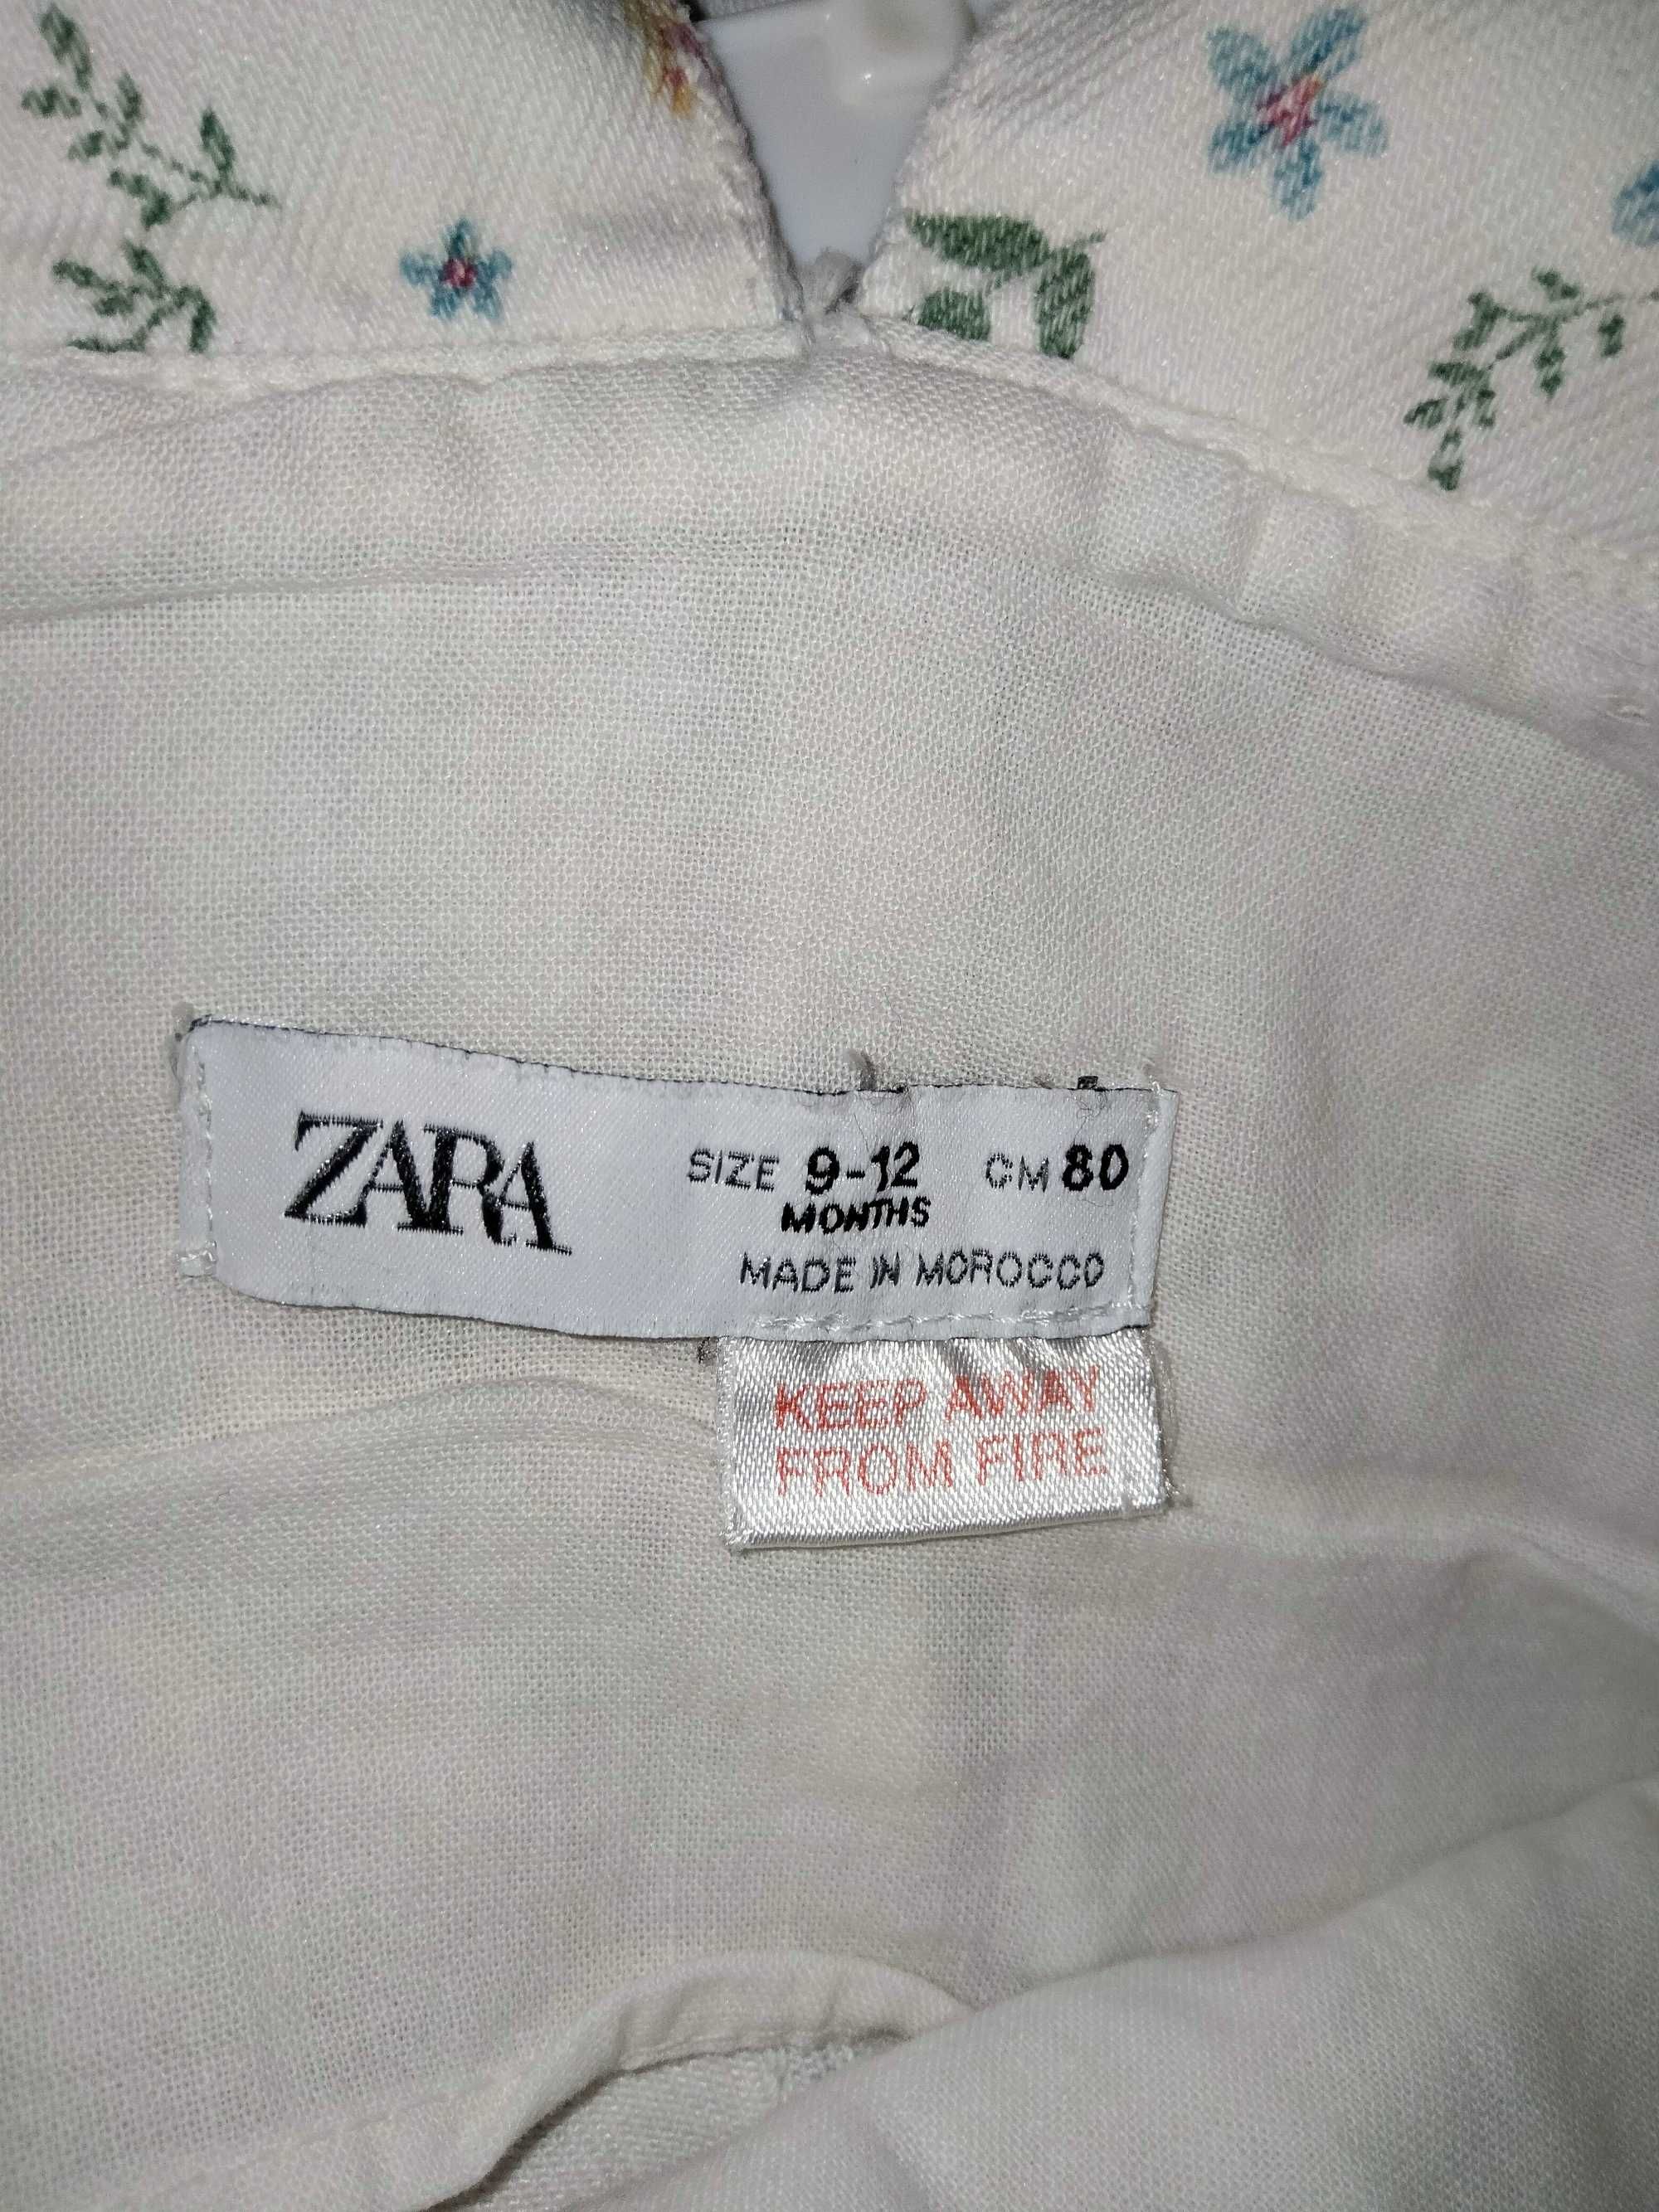 ZARA
SIZE 9-12 CM 80
MONTHS
MADE IN MOROCCO
KEEP AWAY
FROM FIRE